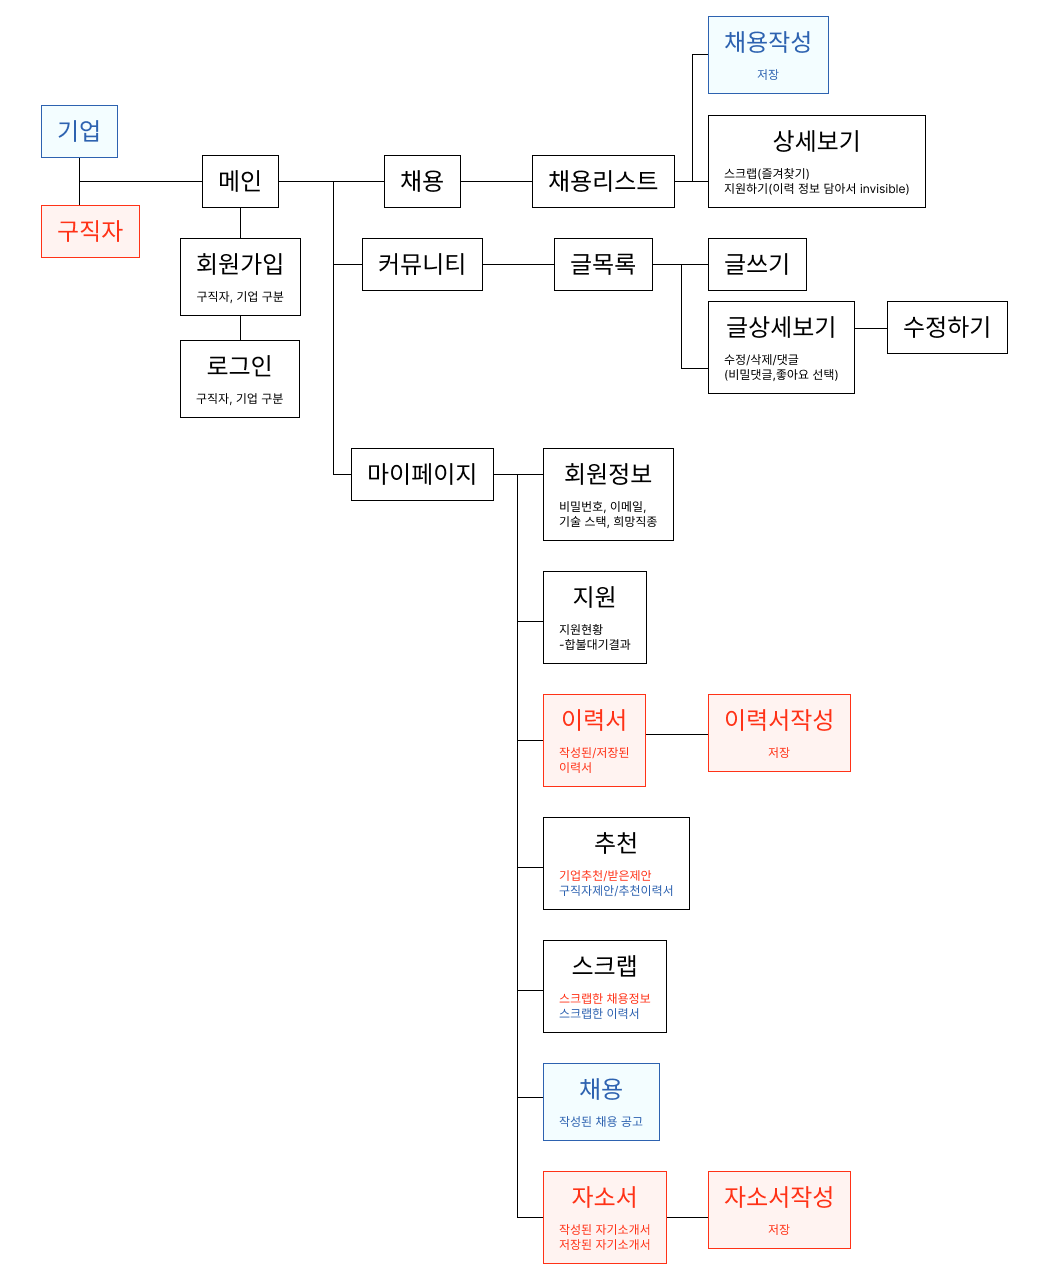 채용작성
저장
기업
상세보기
스크랩(즐겨찾기)
지원하기(이력 정보 담아서 invisible)
메인
채용
채용리스트
구직자
회원가입
구직자, 기업 구분
커뮤니티
글목록
글쓰기
글상세보기
수정/삭제/댓글
(비밀댓글,좋아요 선택)
수정하기
로그인
구직자, 기업 구분
마이페이지
회원정보
비밀번호, 이메일,
기술 스택, 희망직종
지원
지원현황
-합불대기결과
이력서
작성된/저장된
이력서
이력서작성
저장
추천
기업추천/받은제안
구직자제안/추천이력서
스크랩
스크랩한 채용정보
스크랩한 이력서
채용
작성된 채용 공고
자소서
작성된 자기소개서
저장된 자기소개서
자소서작성
저장